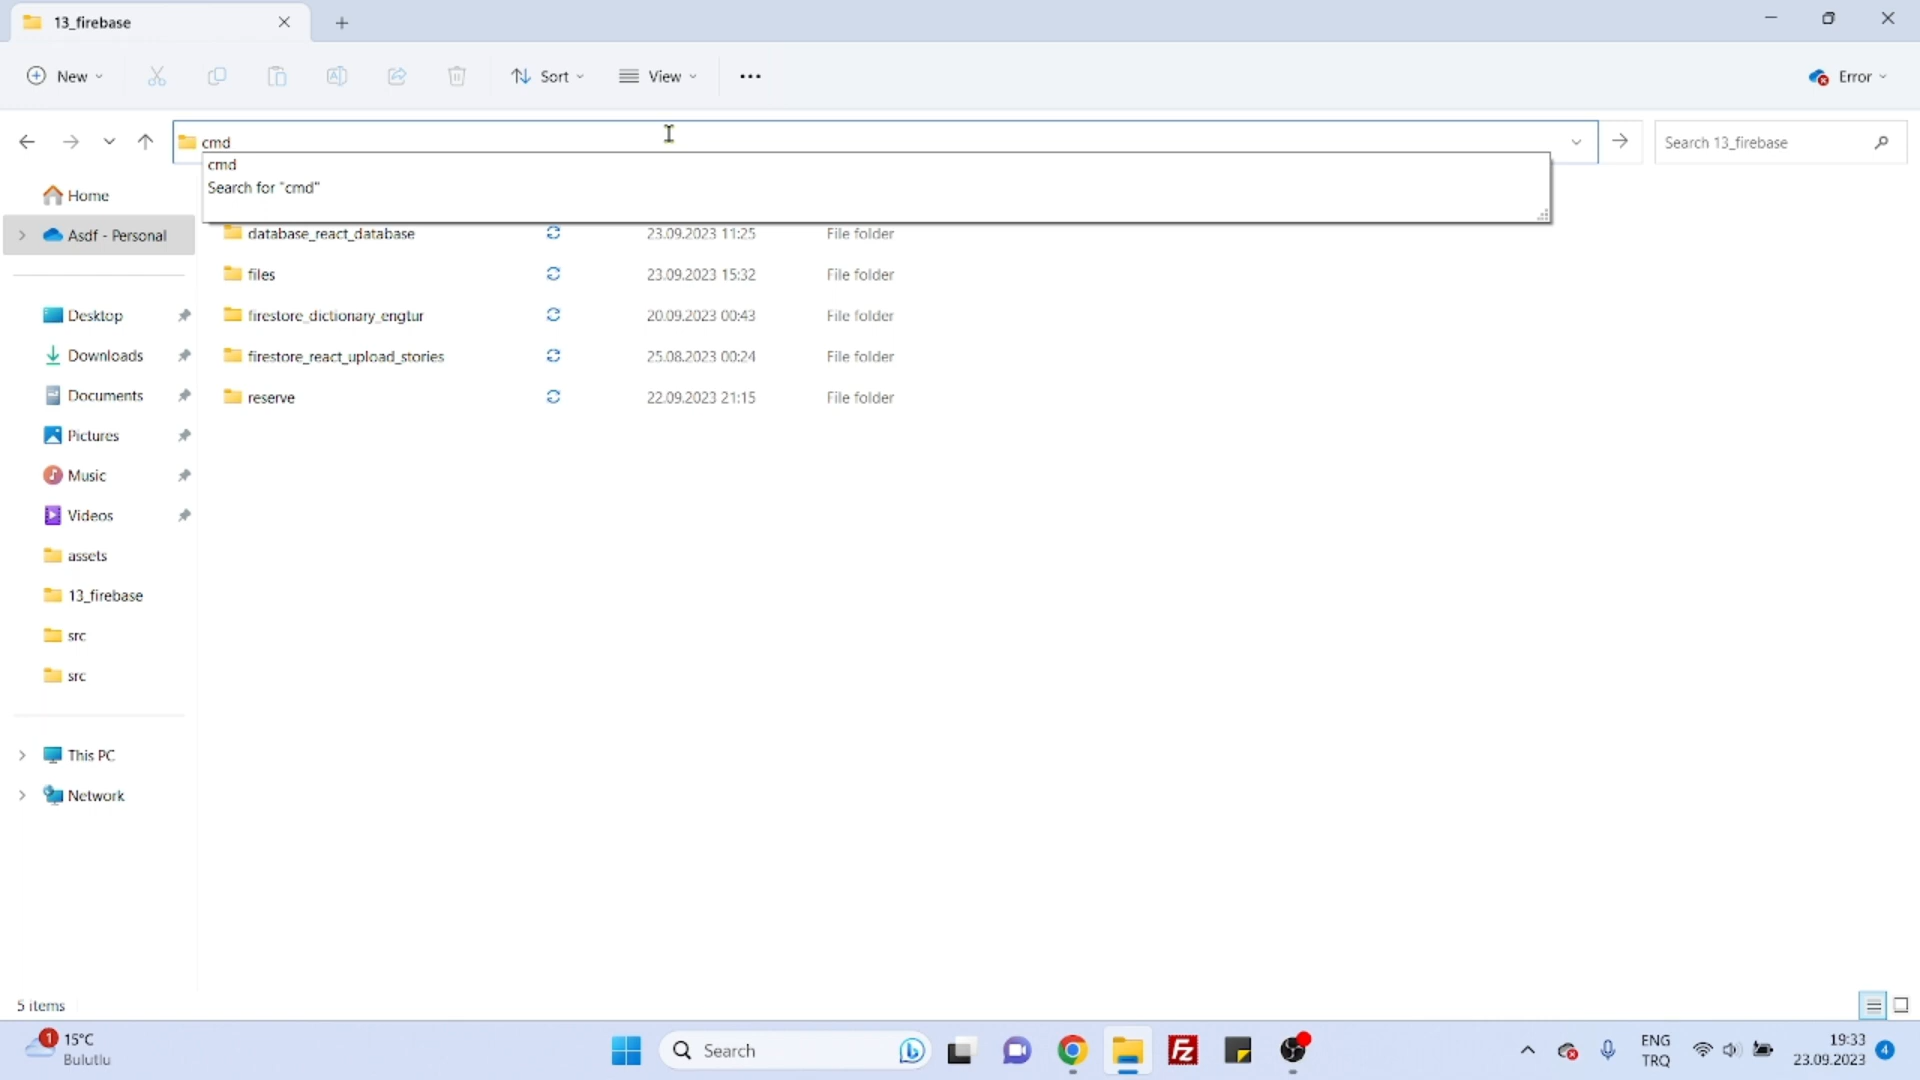 13_firebase
New
Sort
View
Error
cmd
Search 13_firebase
cmd
Search for "cmd"
Home
Asdf - Personal
database_react_database 23.09.2023 11:25 File folder
files 23.09.2023 15:32 File folder
firestore_dictionary_engtur 20.09.2023 00:43 File folder
firestore_react_upload_stories 25.08.2023 00:24 File folder
reserve 22.09.2023 21:15 File folder
Desktop
Downloads
Documents
Pictures
Music
Videos
assets
13_firebase
src
src
This PC
Network
5 items
1
15°C
Bulutlu
Search
b
Fz
ENG
TRQ
19:33
23.09.2023
4